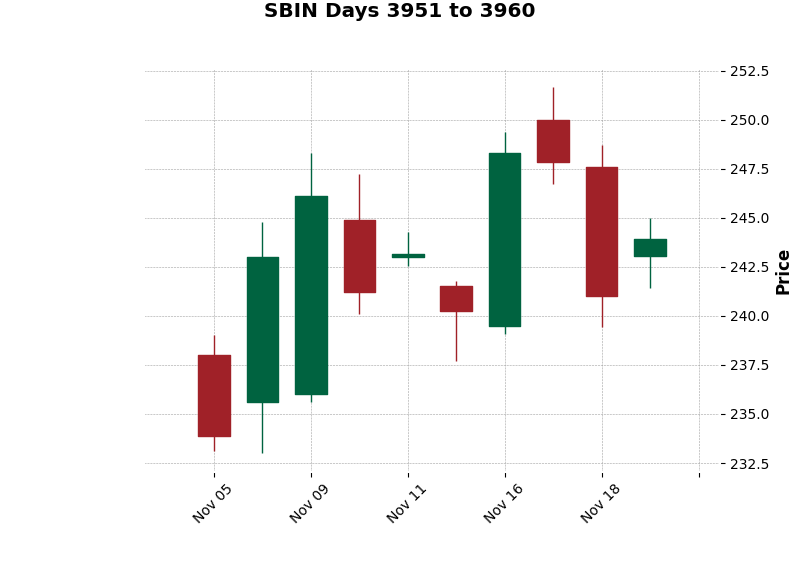 SBIN Days 3951 to 3960
252.5
250.0
247.5
245.0
242.5
240.0
237.5
235.0
232.5
Price
Nov 05
Nov 09
Nov 11
Nov 16
Nov 18